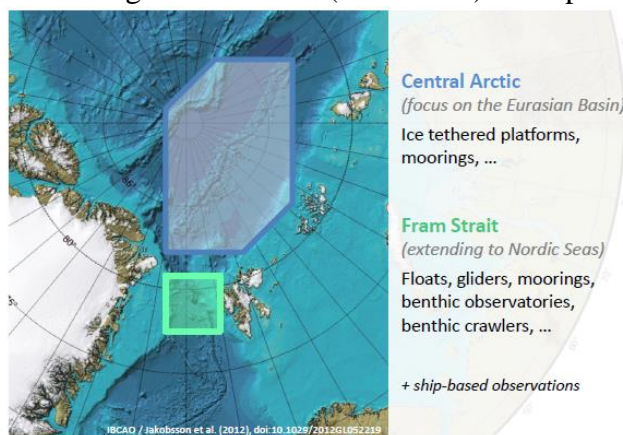 Central Arctic
(focus on the Eurasian Basin)
Ice tethered platforms,
moorings, ...
Fram Strait
(extending to Nordic Seas)
Floats, gliders, moorings,
benthic observatories,
benthic crawlers, ...
+ ship-based observations
80°
IBCAO / Jakobsson et al. (2012), doi:10.1029/2012GL052219